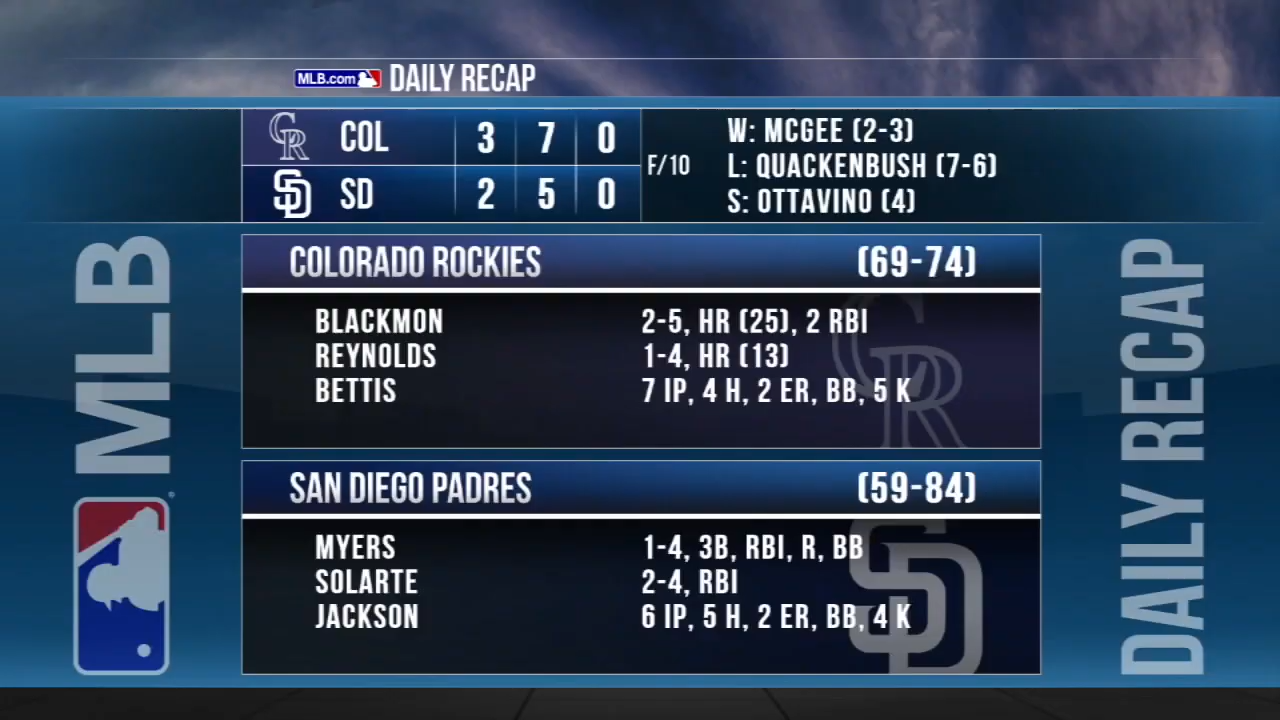 MLB.com DAILY RECAP
COL 3 7 0
SD 2 5 0
F/10
W: MCGEE (2-3)
L: QUACKENBUSH (7-6)
S: OTTAVINO (4)
MLB
COLORADO ROCKIES (69-74)
BLACKMON 2-5, HR (25), 2 RBI
REYNOLDS 1-4, HR (13)
BETTIS 7 IP, 4 H, 2 ER, BB, 5 K
SAN DIEGO PADRES (59-84)
MYERS 1-4, 3B, RBI, R, BB
SOLARTE 2-4, RBI
JACKSON 6 IP, 5 H, 2 ER, BB, 4 K
DAILY RECAP